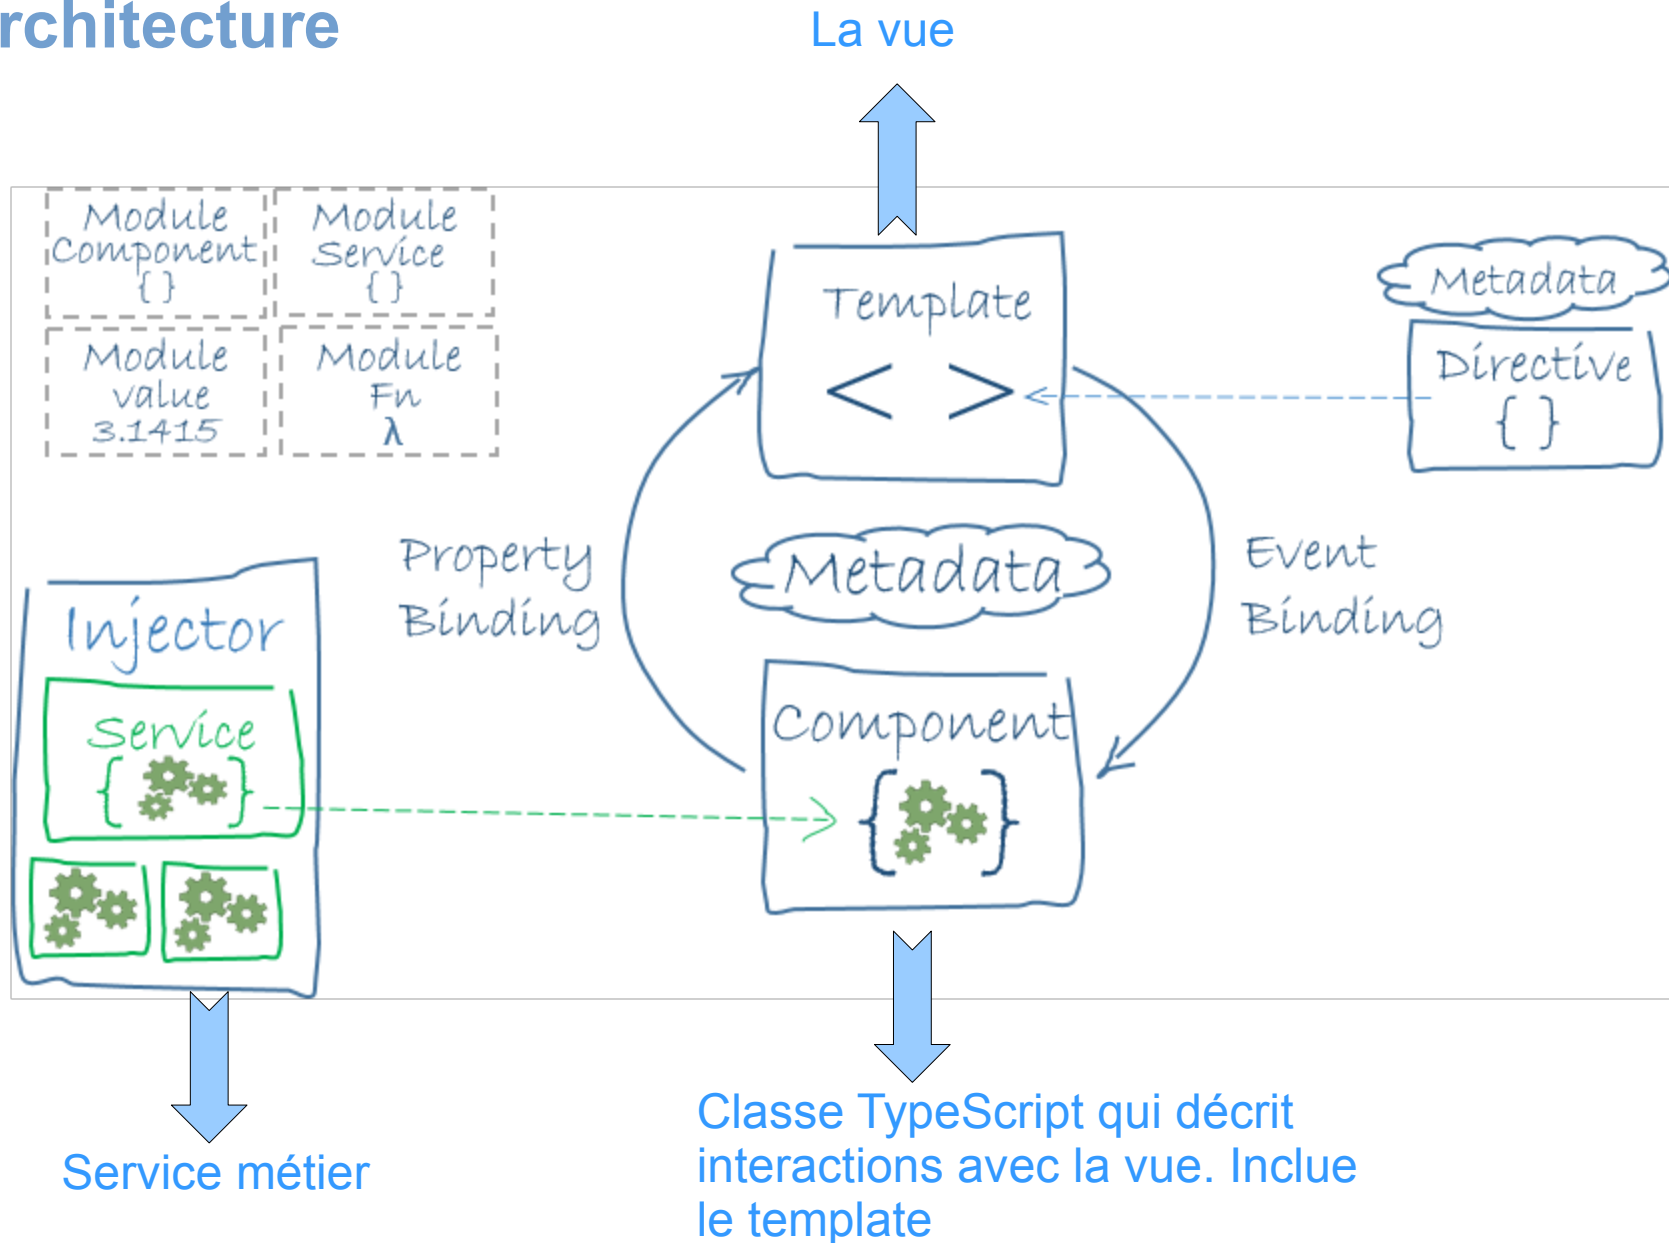 rchitecture
La vue
Module
Component
{ }
Module
Service
{ }
Module
value
3.1415
Module
Fn
λ
Template
< >
Metadata
Directive
{ }
Property
Binding
Metadata
Event
Binding
Injector
Service
{ }
Component
{ }
Service métier
Classe TypeScript qui décrit
interactions avec la vue. Inclue
le template